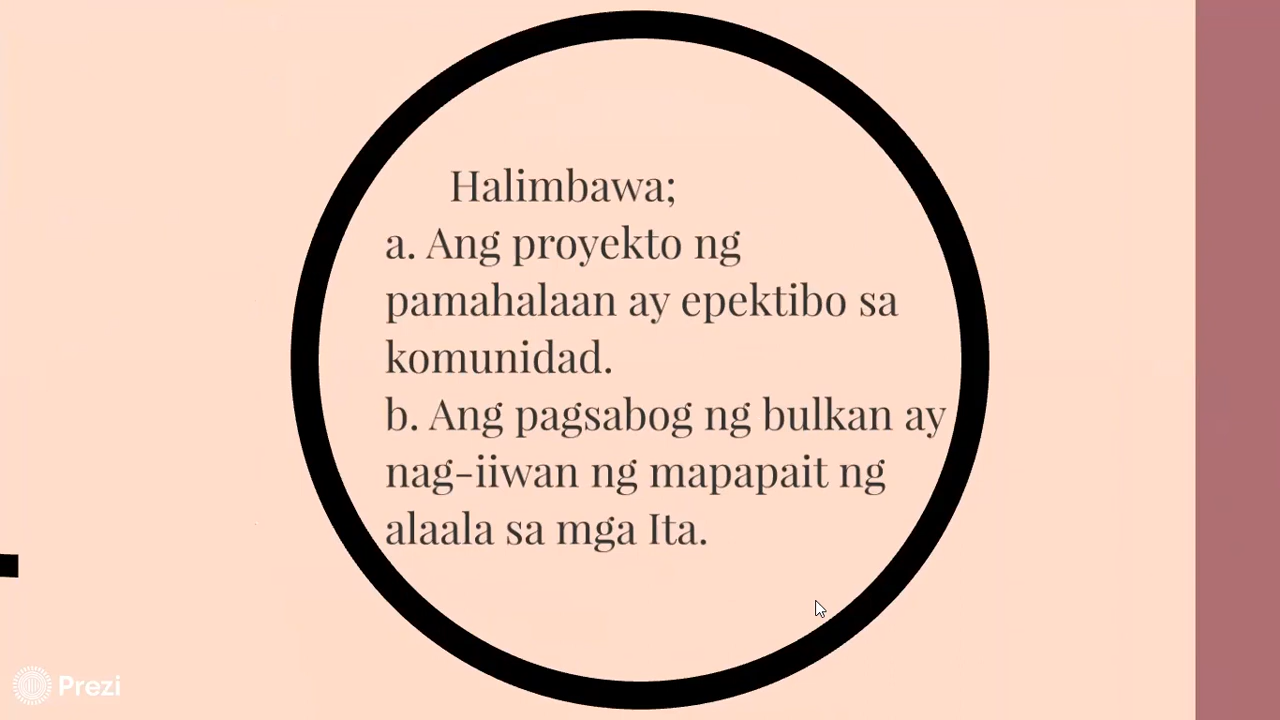 Halimbawa;
a. Ang proyekto ng
pamahalaan ay epektibo sa
komunidad.
b. Ang pagsabog ng bulkan ay
nag-iiwan ng mapapait ng
alaala sa mga Ita.
Prezi